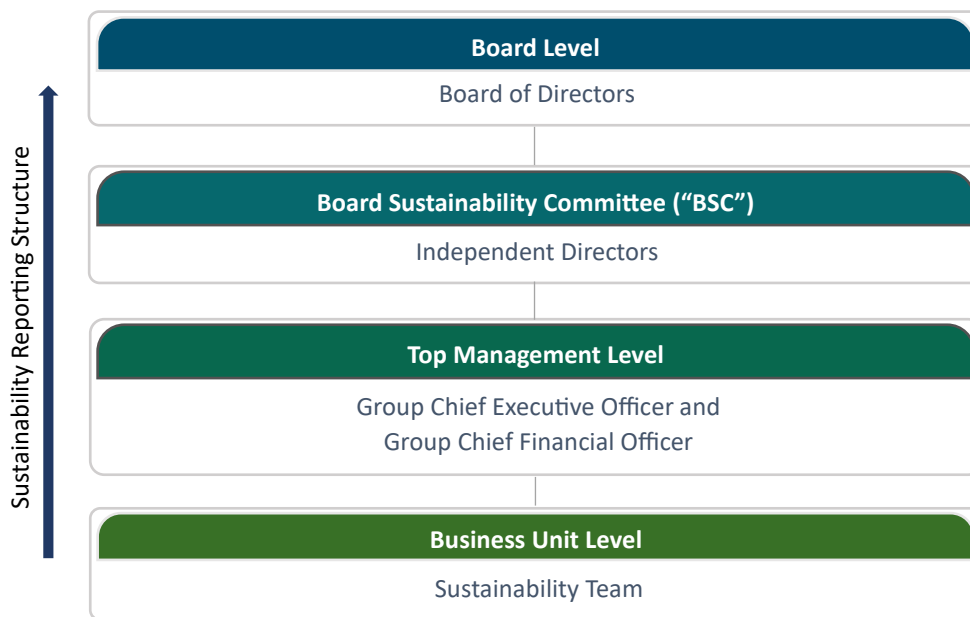 Sustainability Reporting Structure
Board Level
Board of Directors
Board Sustainability Committee (“BSC”)
Independent Directors
Top Management Level
Group Chief Executive Officer and
Group Chief Financial Officer
Business Unit Level
Sustainability Team